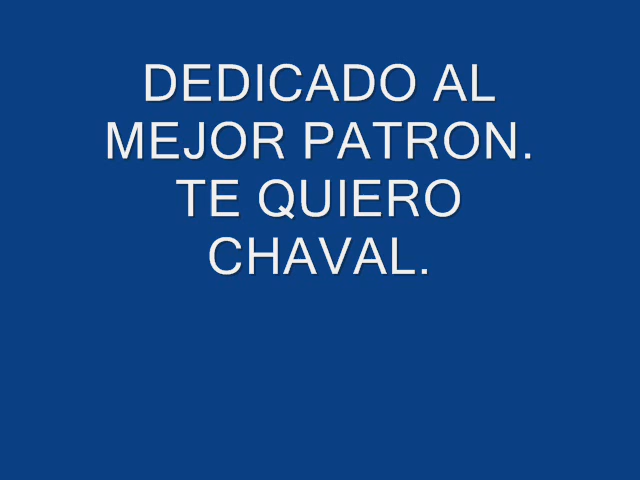 DEDICADO AL
MEJOR PATRON.
TE QUIERO
CHAVAL.